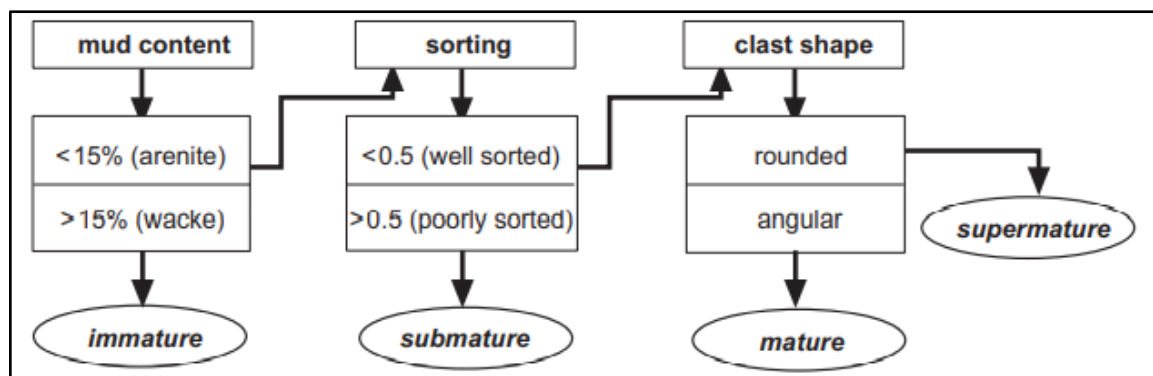 mud content
sorting
clast shape
<15% (arenite)
>15% (wacke)
<0.5 (well sorted)
>0.5 (poorly sorted)
rounded
angular
immature
submature
mature
supermature